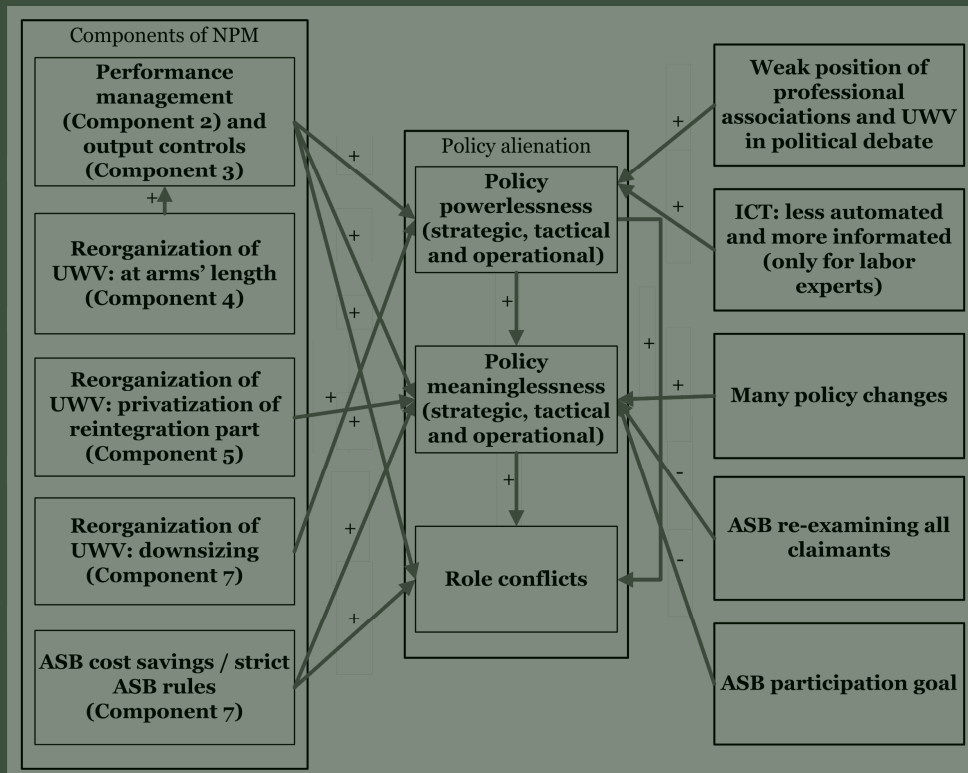 Components of NPM
Performance
management
(Component 2) and
output controls
(Component 3)
+
Reorganization of
UWV: at arms' length
(Component 4)
Reorganization of
UWV: privatization of
reintegration part
(Component 5)
Reorganization of
UWV: downsizing
(Component 7)
ASB cost savings / strict
ASB rules
(Component 7)
+
+
+
+
+
+
+
Policy alienation
Policy
powerlessness
(strategic, tactical
and operational)
+
Policy
meaninglessness
(strategic, tactical
and operational)
+
Role conflicts
+
+
+
+
-
-
Weak position of
professional
associations and UWV
in political debate
ICT: less automated
and more informated
(only for labor
experts)
Many policy changes
ASB re-examining all
claimants
ASB participation goal